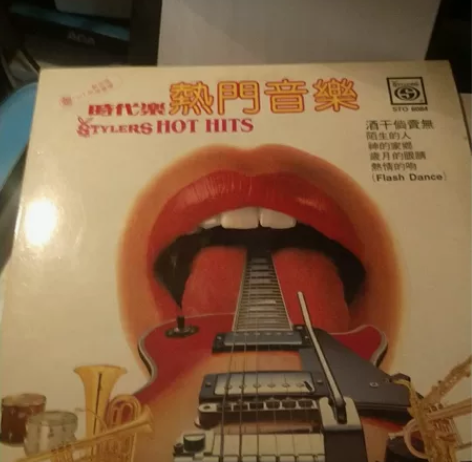 時代樂 熱門音樂
STYLERS HOT HITS
酒干倘賣無
陌生的人
神的家鄉
歲月的眼睛
熱情的吻
(Flash Dance)